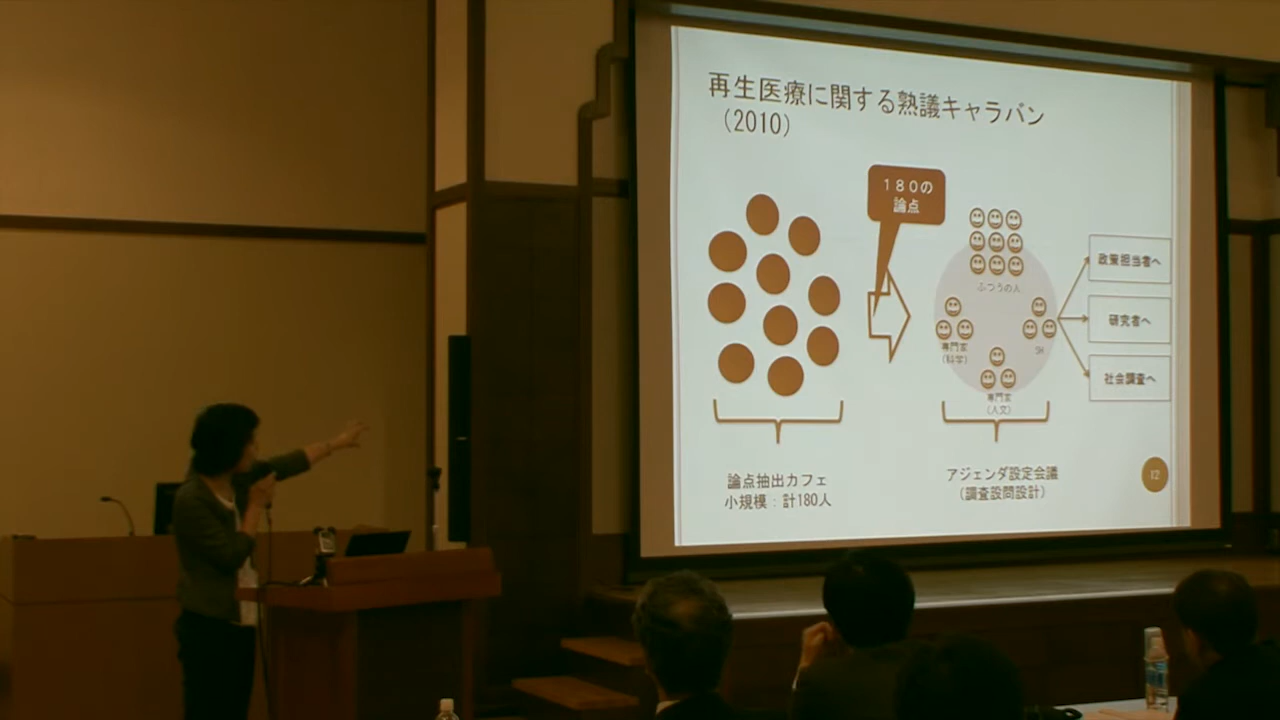 再生医療に関する熟議キャラバン
（2010）
１８０の
論点
ふつうの人
専門家
（科学）
SH
専門家
（人文）
政策担当者へ
研究者へ
社会調査へ
論点抽出カフェ
小規模：計180人
アジェンダ設定会議
（調査設問設計）
12